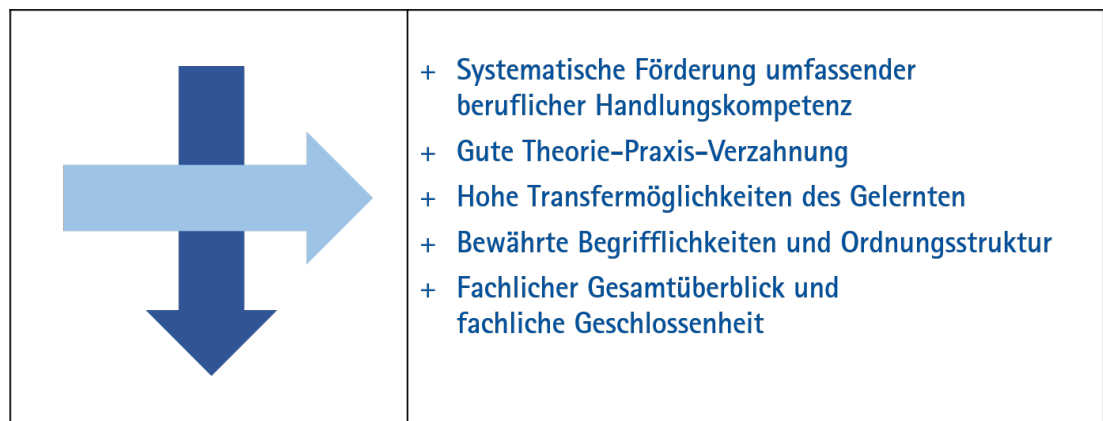 + Systematische Förderung umfassender
beruflicher Handlungskompetenz
+ Gute Theorie-Praxis-Verzahnung
+ Hohe Transfermöglichkeiten des Gelernten
+ Bewährte Begrifflichkeiten und Ordnungsstruktur
+ Fachlicher Gesamtüberblick und
fachliche Geschlossenheit